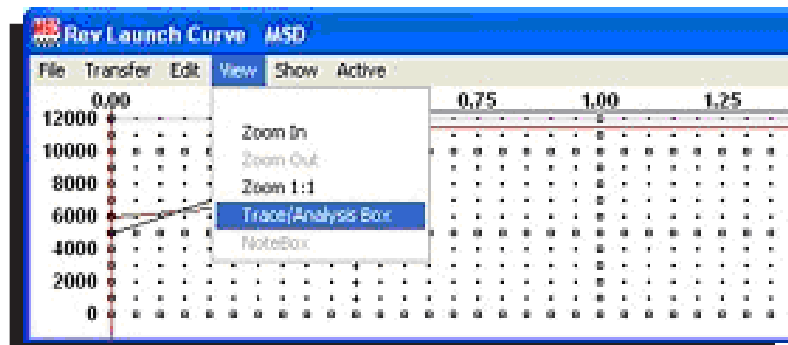 MSD Rev Launch Curve MSD
File Transfer Edit View Show Active
0.00 0.75 1.00 1.25
12000
Zoom In
10000
Zoom Out
8000
Zoom 1:1
6000
Trace/Analysis Box
4000
NoteBox
2000
0